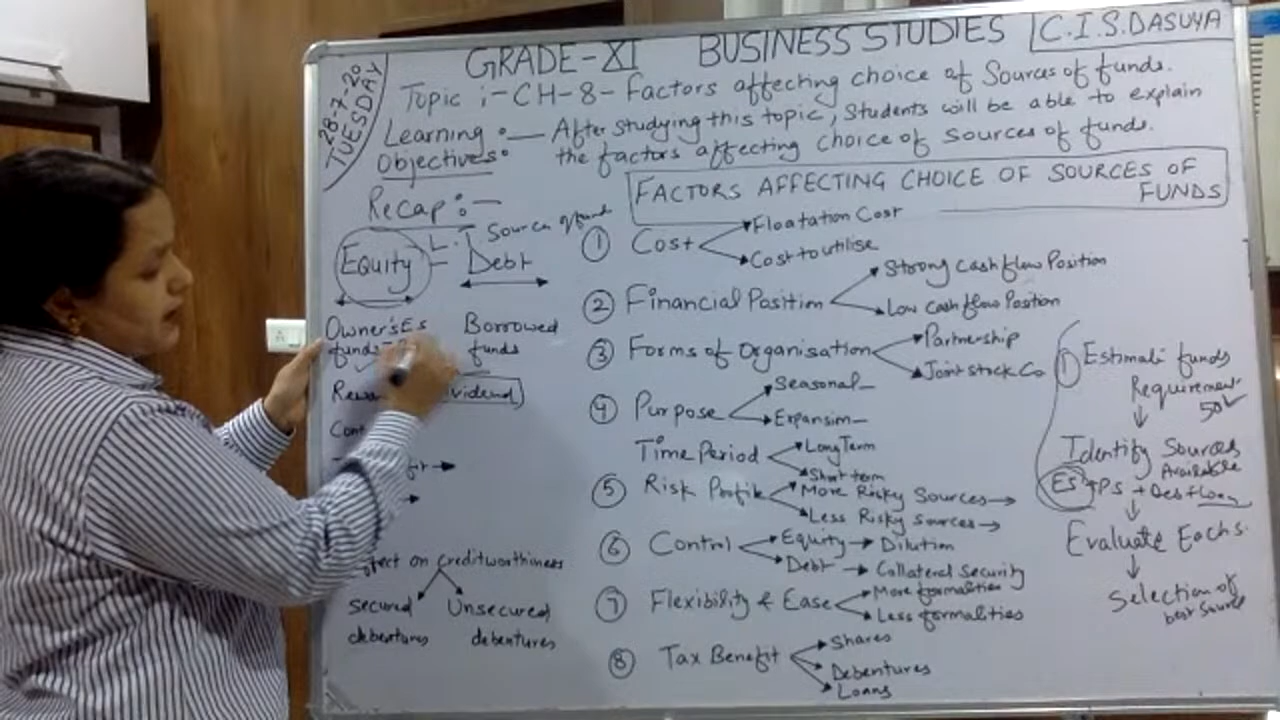 GRADE-XI BUSINESS STUDIES C.I.S.DASUYA
28-7-20
TUESDAY
Topic :- CH-8- Factors affecting choice of Sources of funds.
Learning Objectives :— After studying this topic, Students will be able to explain
the factors affecting choice of sources of funds.
Recap :-
L.T Source of fund
Equity Debt
Owner's Es Borrowed
funds funds
FACTORS AFFECTING CHOICE OF SOURCES OF
FUNDS
① Cost
Floatation Cost
Cost to utilise
② Financial Position
Strong Cash flow Position
Low cash flow Position
③ Forms of Organisation
Partnership
Joint stock Co
④ Purpose
Seasonal
Expansion
Time Period
Long Term
Short term
⑤ Risk Profile
More Risky Sources
Less Risky Sources
⑥ Control
Equity → Dilution
Debt → Collateral Security
⑦ Flexibility & Ease
More formalities
Less formalities
⑧ Tax Benefit
Shares
Debentures
Loans
on Creditworthiness
Secured Unsecured
debentures debentures
① Estimate funds
Requirement
50
Identify Sources
Available
Es + Ps + Des + Loan
Evaluate Each S.
Selection of
best source